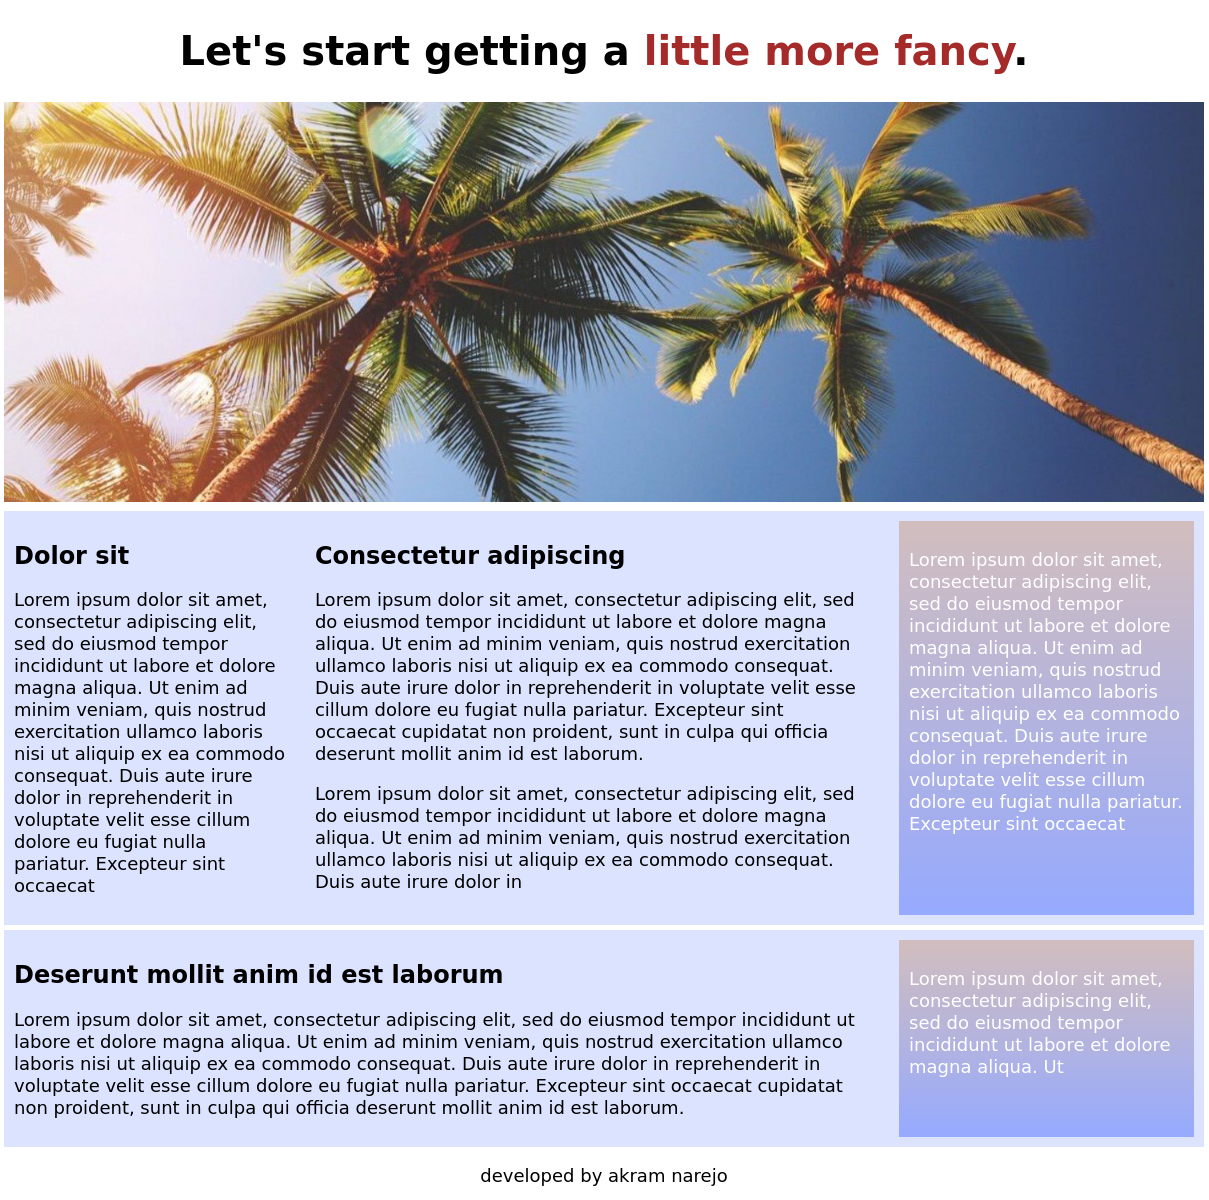 Let's start getting a little more fancy.
Dolor sit
Lorem ipsum dolor sit amet,
consectetur adipiscing elit,
sed do eiusmod tempor
incididunt ut labore et dolore
magna aliqua. Ut enim ad
minim veniam, quis nostrud
exercitation ullamco laboris
nisi ut aliquip ex ea commodo
consequat. Duis aute irure
dolor in reprehenderit in
voluptate velit esse cillum
dolore eu fugiat nulla
pariatur. Excepteur sint
occaecat
Consectetur adipiscing
Lorem ipsum dolor sit amet, consectetur adipiscing elit, sed
do eiusmod tempor incididunt ut labore et dolore magna
aliqua. Ut enim ad minim veniam, quis nostrud exercitation
ullamco laboris nisi ut aliquip ex ea commodo consequat.
Duis aute irure dolor in reprehenderit in voluptate velit esse
cillum dolore eu fugiat nulla pariatur. Excepteur sint
occaecat cupidatat non proident, sunt in culpa qui officia
deserunt mollit anim id est laborum.
Lorem ipsum dolor sit amet, consectetur adipiscing elit, sed
do eiusmod tempor incididunt ut labore et dolore magna
aliqua. Ut enim ad minim veniam, quis nostrud exercitation
ullamco laboris nisi ut aliquip ex ea commodo consequat.
Duis aute irure dolor in
Lorem ipsum dolor sit amet,
consectetur adipiscing elit,
sed do eiusmod tempor
incididunt ut labore et dolore
magna aliqua. Ut enim ad
minim veniam, quis nostrud
exercitation ullamco laboris
nisi ut aliquip ex ea commodo
consequat. Duis aute irure
dolor in reprehenderit in
voluptate velit esse cillum
dolore eu fugiat nulla pariatur.
Excepteur sint occaecat
Deserunt mollit anim id est laborum
Lorem ipsum dolor sit amet, consectetur adipiscing elit, sed do eiusmod tempor incididunt ut
labore et dolore magna aliqua. Ut enim ad minim veniam, quis nostrud exercitation ullamco
laboris nisi ut aliquip ex ea commodo consequat. Duis aute irure dolor in reprehenderit in
voluptate velit esse cillum dolore eu fugiat nulla pariatur. Excepteur sint occaecat cupidatat
non proident, sunt in culpa qui officia deserunt mollit anim id est laborum.
Lorem ipsum dolor sit amet,
consectetur adipiscing elit,
sed do eiusmod tempor
incididunt ut labore et dolore
magna aliqua. Ut
developed by akram narejo